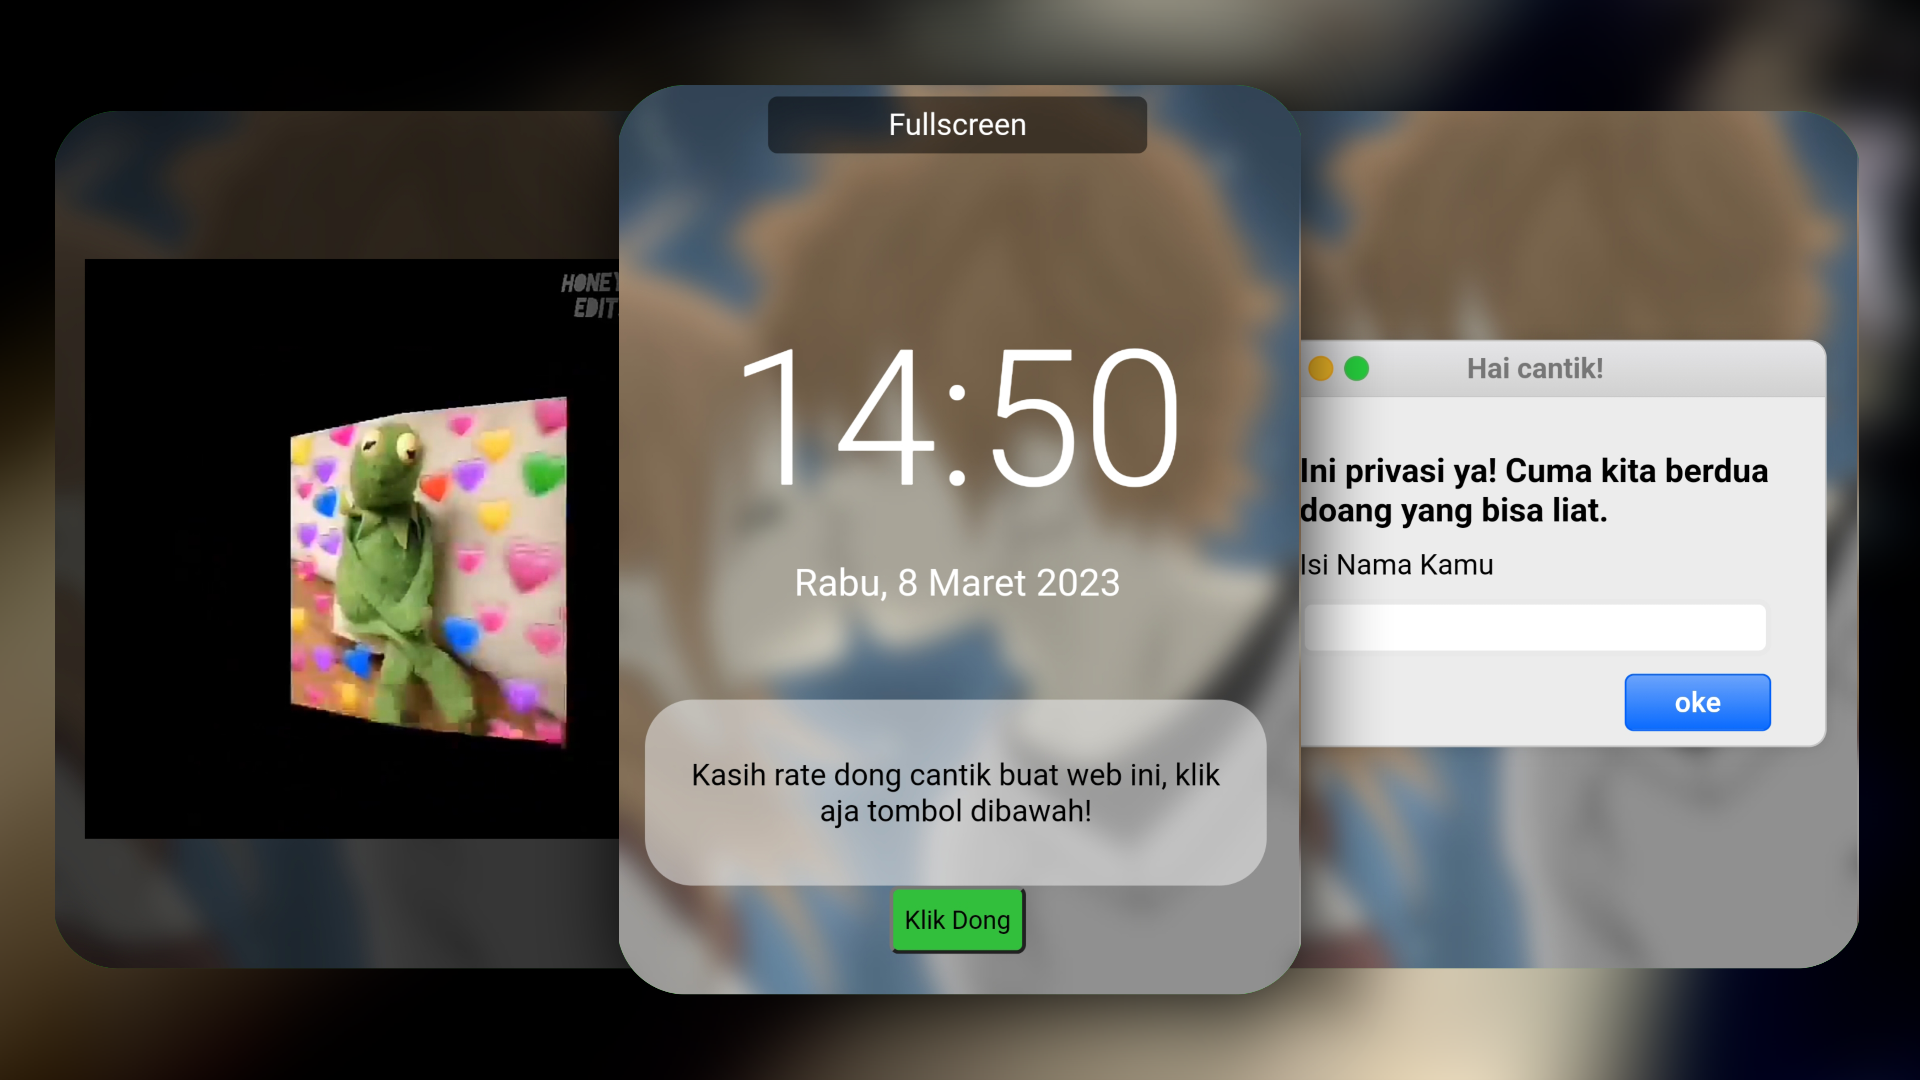 HONEY
EDIT
Fullscreen
14:50
Rabu, 8 Maret 2023
Kasih rate dong cantik buat web ini, klik
aja tombol dibawah!
Klik Dong
Hai cantik!
Ini privasi ya! Cuma kita berdua
doang yang bisa liat.
Isi Nama Kamu
oke